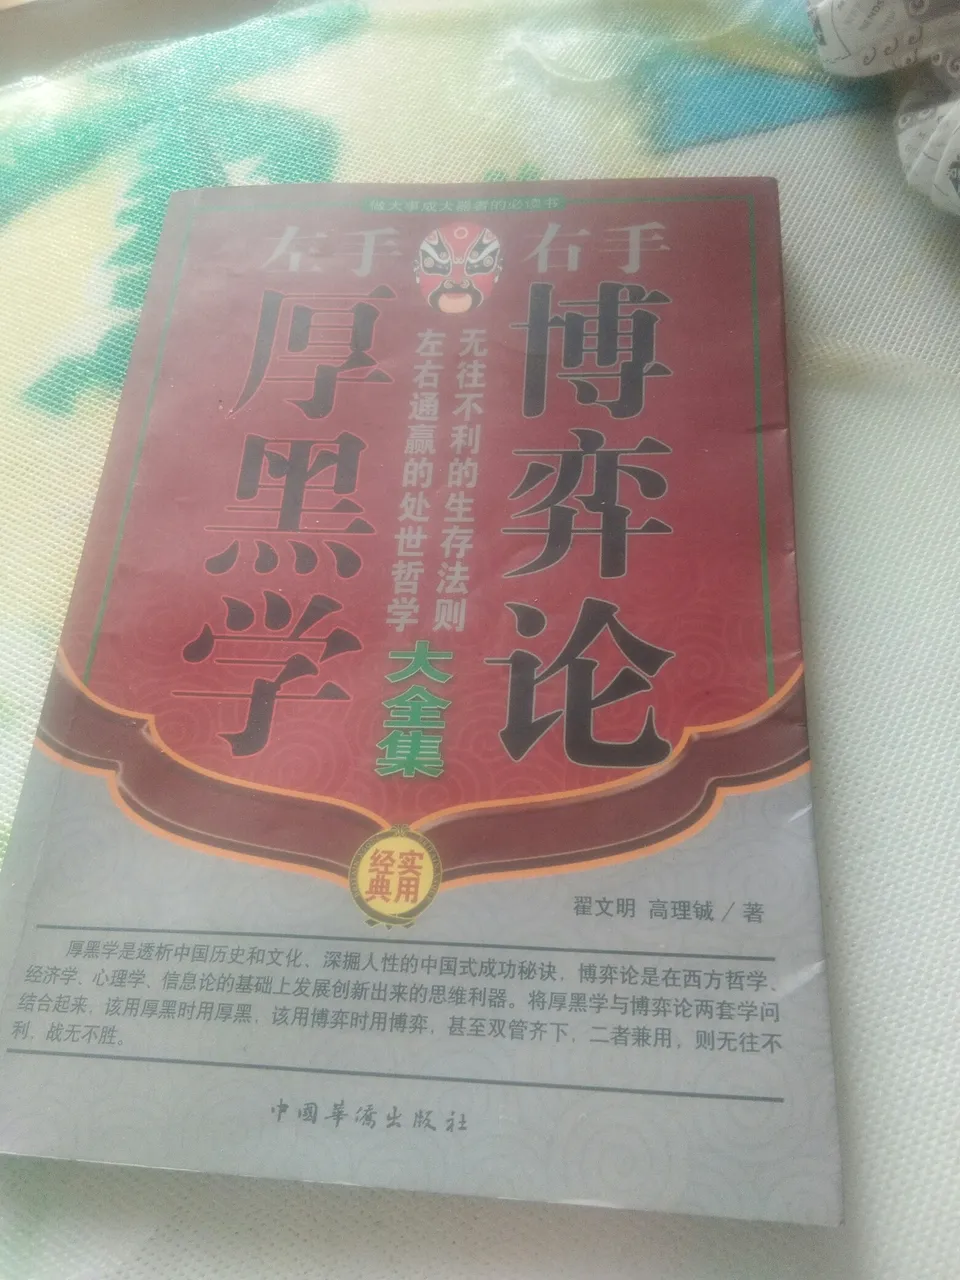 做大事成大器者的必读书
左手 右手
厚黑学
博弈论
无往不利的生存法则
左右通赢的处世哲学
大全集
实用
经典
翟文明 高理铖／著
厚黑学是透析中国历史和文化、深掘人性的中国式成功秘诀，博弈论是在西方哲学、
经济学、心理学、信息论的基础上发展创新出来的思维利器。将厚黑学与博弈论两套学问
结合起来，该用厚黑时用厚黑，该用博弈时用博弈，甚至双管齐下，二者兼用，则无往不
利，战无不胜。
中国华侨出版社